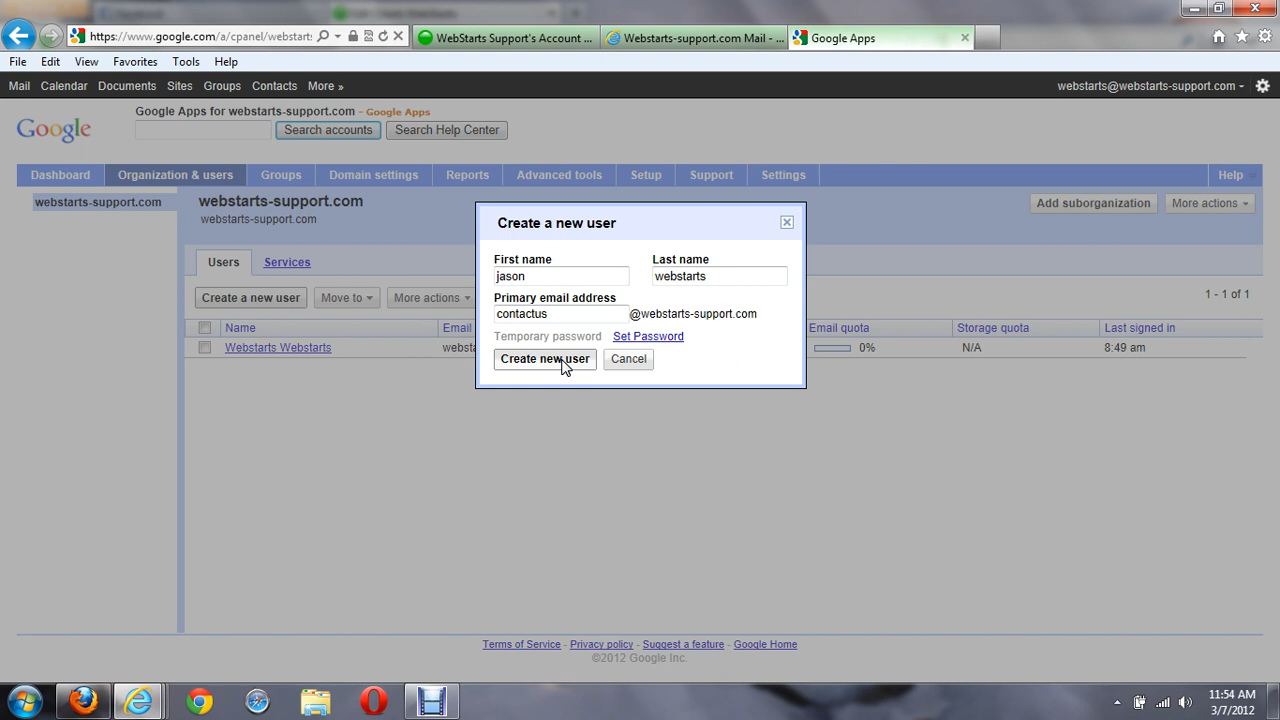 https://www.google.com/a/cpanel/webstarts
WebStarts Support's Account ...
Webstarts-support.com Mail - ...
Google Apps
File Edit View Favorites Tools Help
Mail Calendar Documents Sites Groups Contacts More »
webstarts@webstarts-support.com
Google
Google Apps for webstarts-support.com - Google Apps
Search accounts Search Help Center
Dashboard Organization & users Groups Domain settings Reports Advanced tools Setup Support Settings Help
webstarts-support.com
webstarts-support.com
webstarts-support.com
Add suborganization More actions
Users Services
Create a new user Move to More actions
1 - 1 of 1
Name Email Email quota Storage quota Last signed in
Webstarts Webstarts websta 0% N/A 8:49 am
Create a new user
First name Last name
jason webstarts
Primary email address
contactus @webstarts-support.com
Temporary password Set Password
Create new user Cancel
Terms of Service - Privacy policy - Suggest a feature - Google Home
©2012 Google Inc.
11:54 AM
3/7/2012